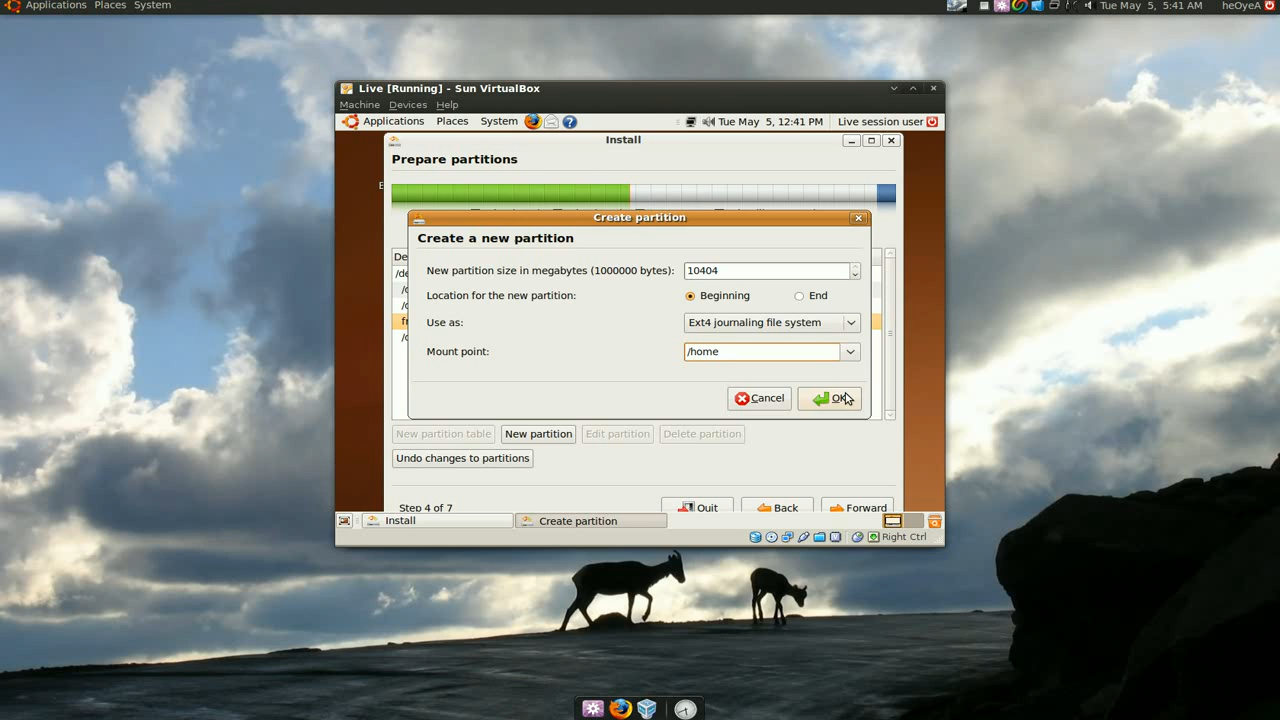 Applications Places System
Tue May 5, 5:41 AM heOyeA
Live [Running] - Sun VirtualBox
Machine Devices Help
Applications Places System
Tue May 5, 12:41 PM Live session user
Install
Prepare partitions
Create partition
Create a new partition
New partition size in megabytes (1000000 bytes): 10404
Location for the new partition: Beginning End
Use as: Ext4 journaling file system
Mount point: /home
Cancel OK
New partition table New partition Edit partition Delete partition
Undo changes to partitions
Step 4 of 7 Quit Back Forward
Install Create partition
Right Ctrl